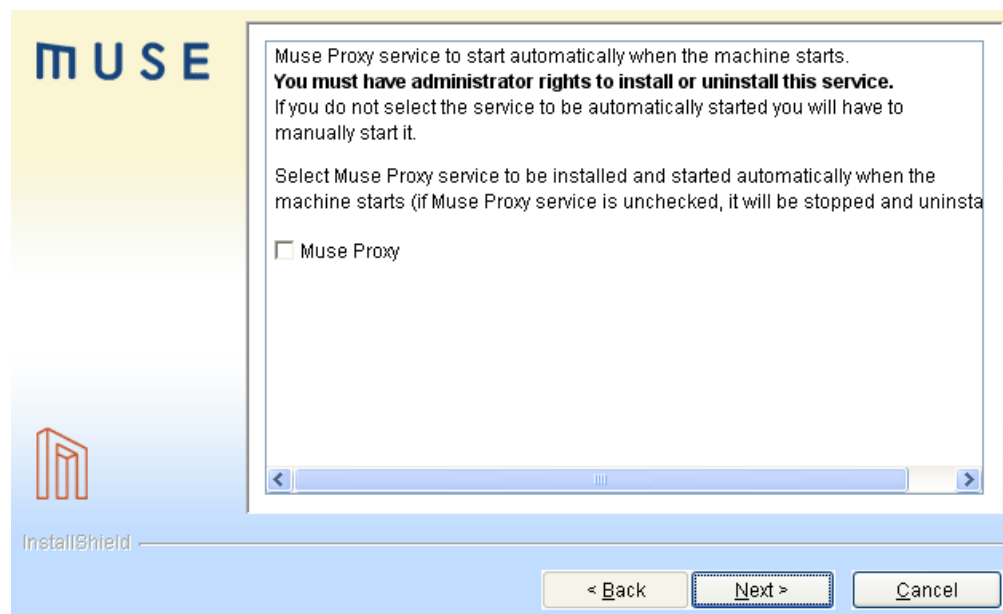 MUSE
Muse Proxy service to start automatically when the machine starts.
You must have administrator rights to install or uninstall this service.
If you do not select the service to be automatically started you will have to
manually start it.
Select Muse Proxy service to be installed and started automatically when the
machine starts (if Muse Proxy service is unchecked, it will be stopped and uninsta
Muse Proxy
InstallShield
< Back
Next >
Cancel